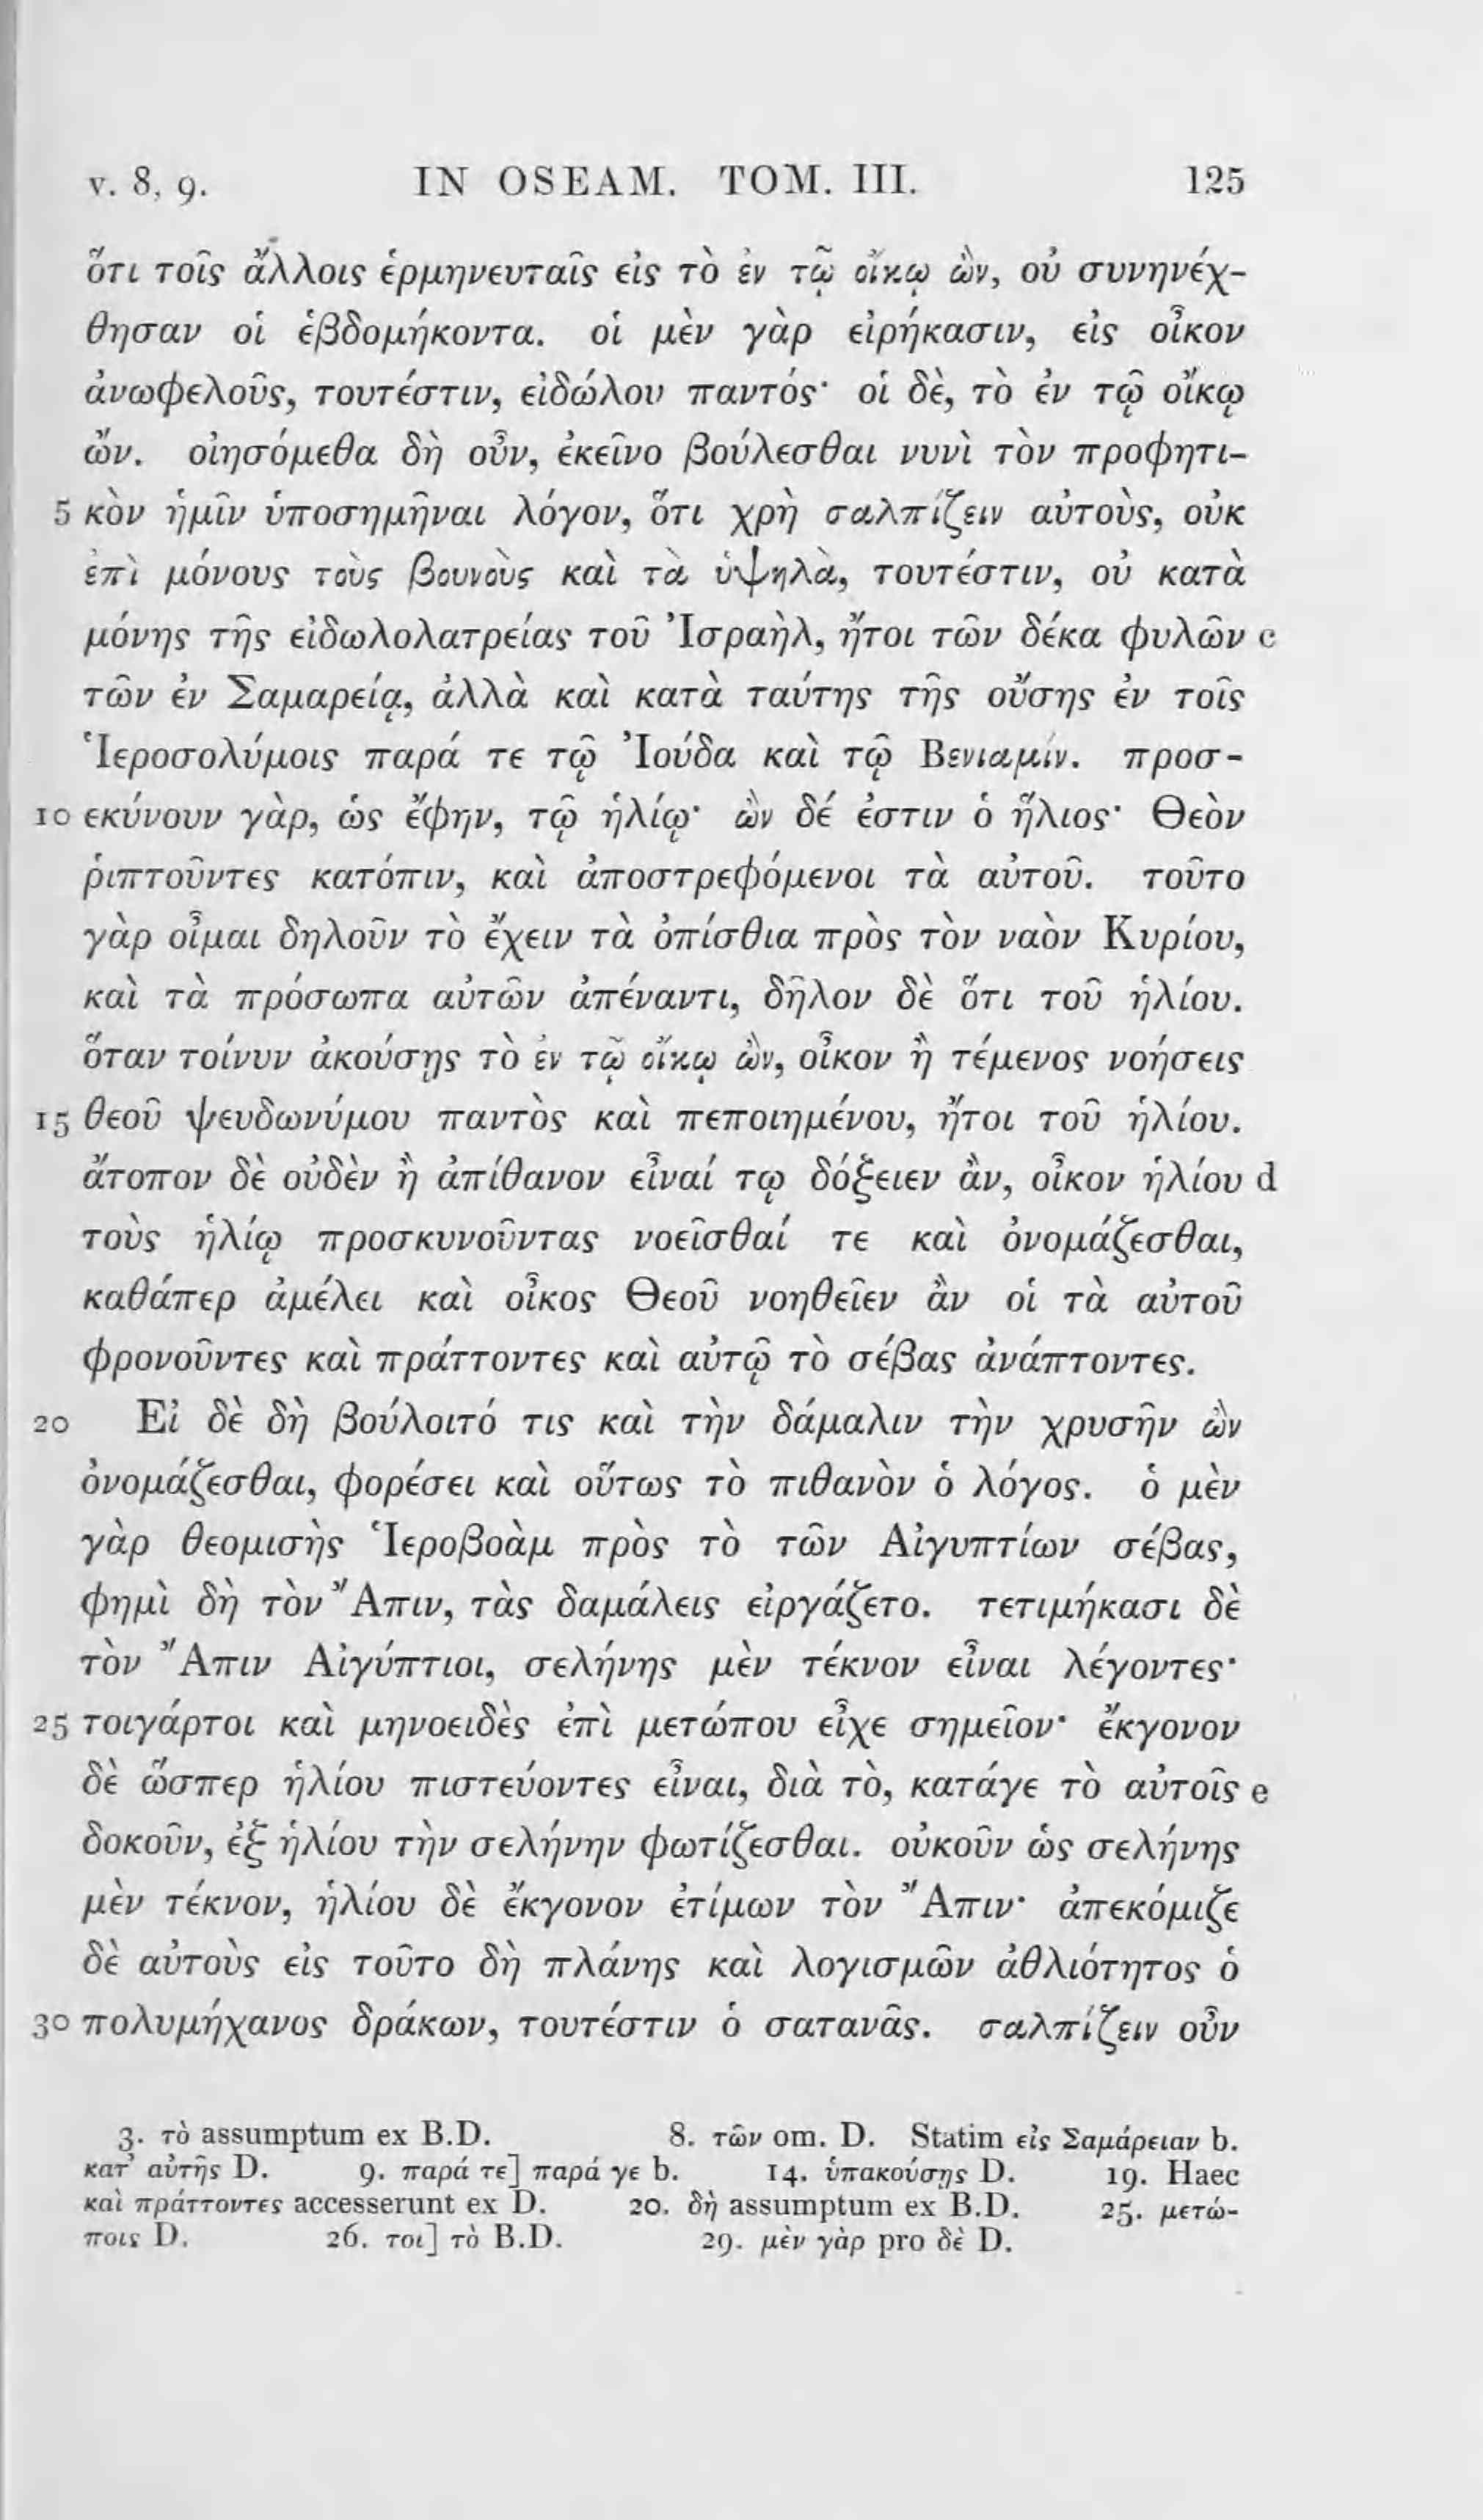 v. 8, 9. IN OSEAM. TOM. III. 125
ὅτι τοῖς ἄλλοις ἑρμηνευταῖς εἰς τὸ ἐν τῷ οἴκῳ ὢν, οὐ συνηνέχ-
θησαν οἱ ἑβδομήκοντα. οἱ μὲν γὰρ εἰρήκασιν, εἰς οἶκον
ἀνωφελοῦς, τουτέστιν, εἰδώλου παντός· οἱ δὲ, τὸ ἐν τῷ οἴκῳ
ὤν. οἰησόμεθα δὴ οὖν, ἐκεῖνο βούλεσθαι νυνὶ τὸν προφητι-
5 κὸν ἡμῖν ὑποσημῆναι λόγον, ὅτι χρὴ σαλπίζειν αὐτοὺς, οὐκ
ἐπὶ μόνους τοὺς βουνοὺς καὶ τὰ ὑψηλὰ, τουτέστιν, οὐ κατὰ
μόνης τῆς εἰδωλολατρείας τοῦ Ἰσραὴλ, ἤτοι τῶν δέκα φυλῶν c
τῶν ἐν Σαμαρείᾳ, ἀλλὰ καὶ κατὰ ταύτης τῆς οὔσης ἐν τοῖς
Ἱεροσολύμοις παρά τε τῷ Ἰούδα καὶ τῷ Βενιαμίν. προσ-
10 εκύνουν γὰρ, ὡς ἔφην, τῷ ἡλίῳ· ὢν δέ ἐστιν ὁ ἥλιος· Θεὸν
ῥιπτοῦντες κατόπιν, καὶ ἀποστρεφόμενοι τὰ αὐτοῦ. τοῦτο
γὰρ οἶμαι δηλοῦν τὸ ἔχειν τὰ ὀπίσθια πρὸς τὸν ναὸν Κυρίου,
καὶ τὰ πρόσωπα αὐτῶν ἀπέναντι, δῆλον δὲ ὅτι τοῦ ἡλίου.
ὅταν τοίνυν ἀκούσῃς τὸ ἐν τῷ οἴκῳ ὢν, οἶκον ἢ τέμενος νοήσεις
15 θεοῦ ψευδωνύμου παντὸς καὶ πεποιημένου, ἤτοι τοῦ ἡλίου.
ἄτοπον δὲ οὐδὲν ἢ ἀπίθανον εἶναί τῳ δόξειεν ἂν, οἶκον ἡλίου d
τοὺς ἡλίῳ προσκυνοῦντας νοεῖσθαί τε καὶ ὀνομάζεσθαι,
καθάπερ ἀμέλει καὶ οἶκος Θεοῦ νοηθεῖεν ἂν οἱ τὰ αὐτοῦ
φρονοῦντες καὶ πράττοντες καὶ αὐτῷ τὸ σέβας ἀνάπτοντες.
20 Εἰ δὲ δὴ βούλοιτό τις καὶ τὴν δάμαλιν τὴν χρυσῆν ὢν
ὀνομάζεσθαι, φορέσει καὶ οὕτως τὸ πιθανὸν ὁ λόγος. ὁ μὲν
γὰρ θεομισὴς Ἱεροβοὰμ πρὸς τὸ τῶν Αἰγυπτίων σέβας,
φημὶ δὴ τὸν Ἄπιν, τὰς δαμάλεις εἰργάζετο. τετιμήκασι δὲ
τὸν Ἄπιν Αἰγύπτιοι, σελήνης μὲν τέκνον εἶναι λέγοντες·
25 τοιγάρτοι καὶ μηνοειδὲς ἐπὶ μετώπου εἶχε σημεῖον· ἔκγονον
δὲ ὥσπερ ἡλίου πιστεύοντες εἶναι, διὰ τὸ, κατάγε τὸ αὐτοῖς e
δοκοῦν, ἐξ ἡλίου τὴν σελήνην φωτίζεσθαι. οὐκοῦν ὡς σελήνης
μὲν τέκνον, ἡλίου δὲ ἔκγονον ἐτίμων τὸν Ἄπιν· ἀπεκόμιζε
δὲ αὐτοὺς εἰς τοῦτο δὴ πλάνης καὶ λογισμῶν ἀθλιότητος ὁ
30 πολυμήχανος δράκων, τουτέστιν ὁ σατανᾶς. σαλπίζειν οὖν
3. τὸ assumptum ex B.D. 8. τῶν om. D. Statim εἰς Σαμάρειαν b.
κατ’ αὐτῆς D. 9. παρά τε] παρά γε b. 14. ὑπακούσῃς D. 19. Haec
καὶ πράττοντες accesserunt ex D. 20. δὴ assumptum ex B.D. 25. μετώ-
ποις D. 26. τοι] τὸ B.D. 29. μὲν γὰρ pro δὲ D.